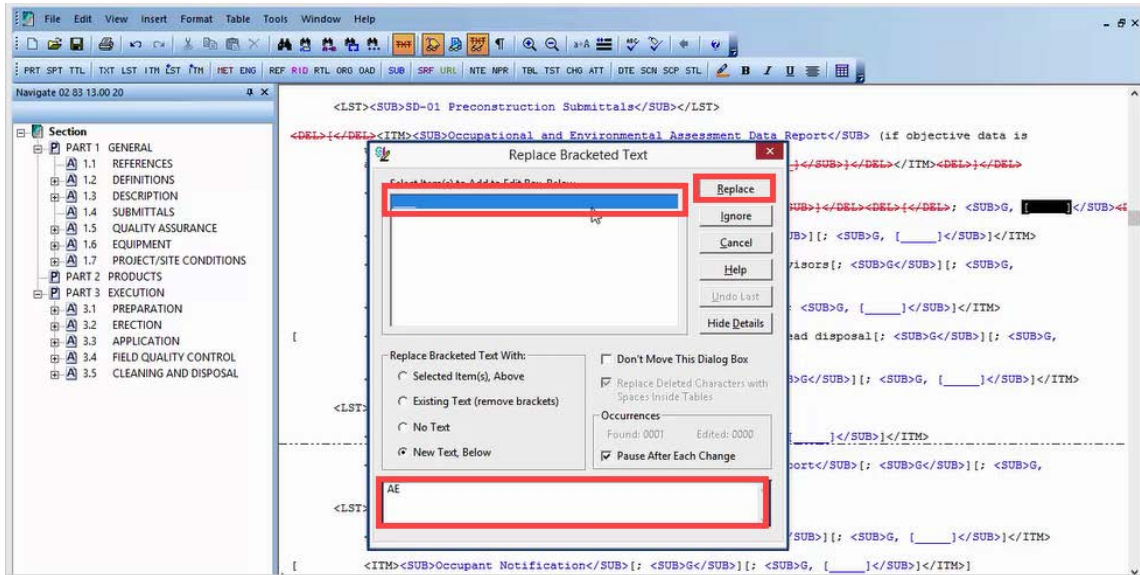 File Edit View Insert Format Table Tools Window Help
PRT SPT TTL TXT LST ITM LST ITM MET ENG REF RID RTL ORG OAD SUB SRF URL NTE NPR TBL TST CHG ATT DTE SCN SCP STL B I U
Navigate 02 83 13.00 20
Section
PART 1 GENERAL
1.1 REFERENCES
1.2 DEFINITIONS
1.3 DESCRIPTION
1.4 SUBMITTALS
1.5 QUALITY ASSURANCE
1.6 EQUIPMENT
1.7 PROJECT/SITE CONDITIONS
PART 2 PRODUCTS
PART 3 EXECUTION
3.1 PREPARATION
3.2 ERECTION
3.3 APPLICATION
3.4 FIELD QUALITY CONTROL
3.5 CLEANING AND DISPOSAL
<LST><SUB>SD-01 Preconstruction Submittals</SUB></LST>
<DEL>[</DEL><ITM><SUB>Occupational and Environmental Assessment Data Report</SUB> (if objective data is
]</SUB>]</DEL></ITM><DEL>]</DEL>
SUB>]</DEL><DEL>[</DEL>; <SUB>G, [_____]</SUB>
UB>][; <SUB>G, [_____]</SUB>]</ITM>
visors[; <SUB>G</SUB>][; <SUB>G,
<SUB>G, [_____]</SUB>]</ITM>
[ ead disposal[; <SUB>G</SUB>][; <SUB>G,
B>G</SUB>][; <SUB>G, [_____]</SUB>]</ITM>
<LST>
[_____]</SUB>]</ITM>
port</SUB>[; <SUB>G</SUB>][; <SUB>G,
<LST>
/SUB>][; <SUB>G, [_____]</SUB>]</ITM>
[ <ITM><SUB>Occupant Notification</SUB>[; <SUB>G</SUB>][; <SUB>G, [_____]</SUB>]</ITM>]
Replace Bracketed Text
Select Item(s) to Add to Edit Box, Below
_____
Replace
Ignore
Cancel
Help
Undo Last
Hide Details
Replace Bracketed Text With:
Selected Item(s), Above
Existing Text (remove brackets)
No Text
New Text, Below
Don't Move This Dialog Box
Replace Deleted Characters with
Spaces Inside Tables
Occurrences
Found: 0001 Edited: 0000
Pause After Each Change
AE